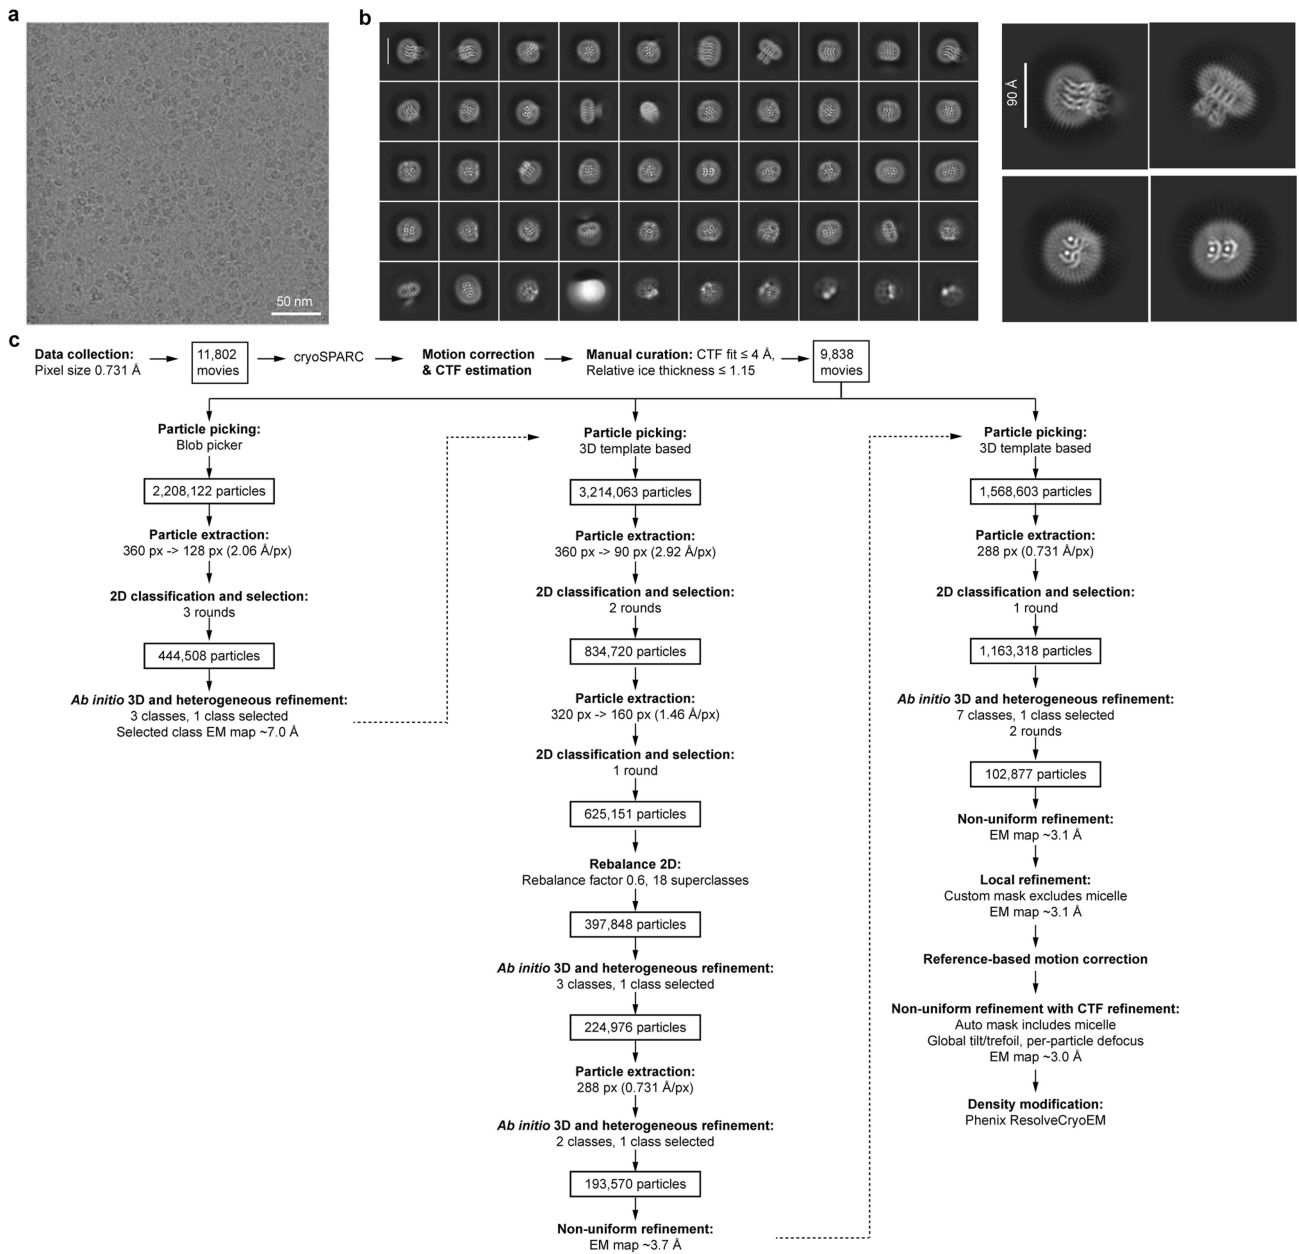 a
50 nm
b
90 Å
c
Data collection:
Pixel size 0.731 Å
11,802
movies
cryoSPARC
Motion correction
& CTF estimation
Manual curation: CTF fit ≤ 4 Å,
Relative ice thickness ≤ 1.15
9,838
movies
Particle picking:
Blob picker
2,208,122 particles
Particle extraction:
360 px -> 128 px (2.06 Å/px)
2D classification and selection:
3 rounds
444,508 particles
Ab initio 3D and heterogeneous refinement:
3 classes, 1 class selected
Selected class EM map ~7.0 Å
Particle picking:
3D template based
3,214,063 particles
Particle extraction:
360 px -> 90 px (2.92 Å/px)
2D classification and selection:
2 rounds
834,720 particles
Particle extraction:
320 px -> 160 px (1.46 Å/px)
2D classification and selection:
1 round
625,151 particles
Rebalance 2D:
Rebalance factor 0.6, 18 superclasses
397,848 particles
Ab initio 3D and heterogeneous refinement:
3 classes, 1 class selected
224,976 particles
Particle extraction:
288 px (0.731 Å/px)
Ab initio 3D and heterogeneous refinement:
2 classes, 1 class selected
193,570 particles
Non-uniform refinement:
EM map ~3.7 Å
Particle picking:
3D template based
1,568,603 particles
Particle extraction:
288 px (0.731 Å/px)
2D classification and selection:
1 round
1,163,318 particles
Ab initio 3D and heterogeneous refinement:
7 classes, 1 class selected
2 rounds
102,877 particles
Non-uniform refinement:
EM map ~3.1 Å
Local refinement:
Custom mask excludes micelle
EM map ~3.1 Å
Reference-based motion correction
Non-uniform refinement with CTF refinement:
Auto mask includes micelle
Global tilt/trefoil, per-particle defocus
EM map ~3.0 Å
Density modification:
Phenix ResolveCryoEM